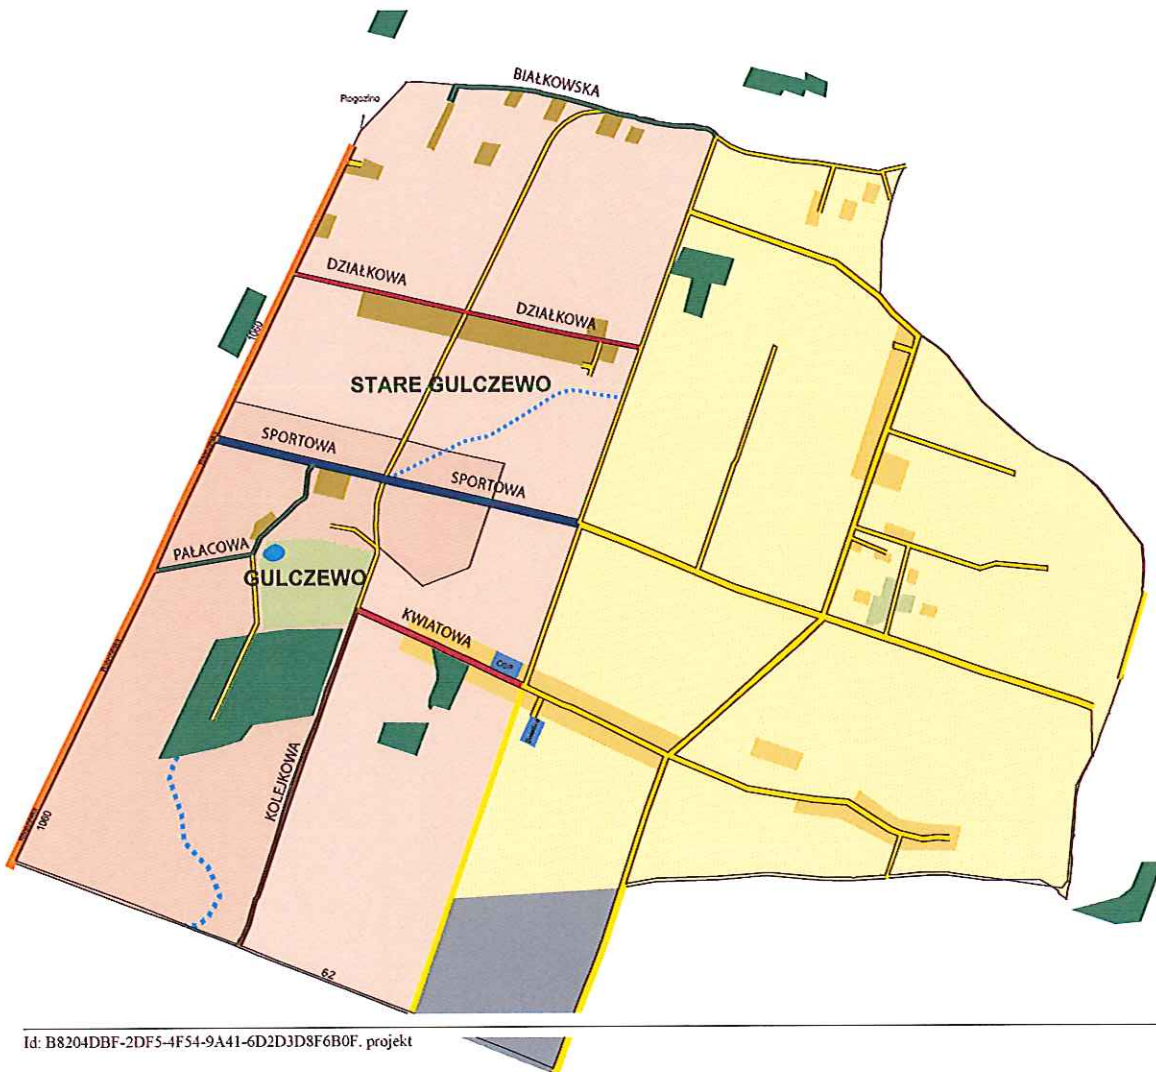 BIAŁKOWSKA
Rogozino
DZIAŁKOWA
DZIAŁKOWA
1060
STARE GULCZEWO
SPORTOWA
SPORTOWA
PAŁACOWA
GULCZEWO
KWIATOWA
OSP
KOLEJKOWA
1060
62
Id: B8204DBF-2DF5-4F54-9A41-6D2D3D8F6B0F. projekt